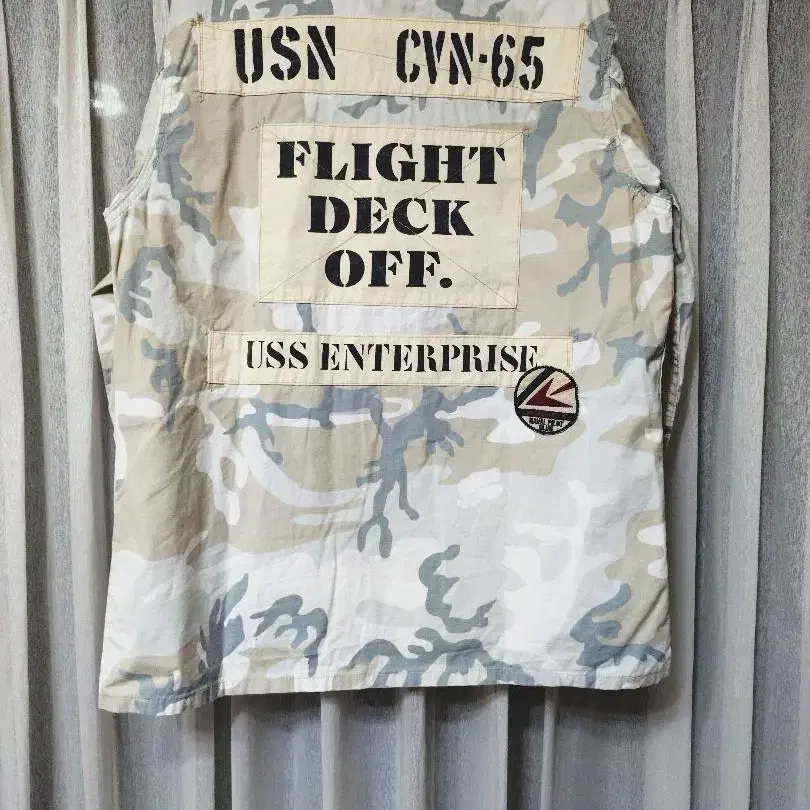 USN CVN-65
FLIGHT
DECK
OFF.
USS ENTERPRISE